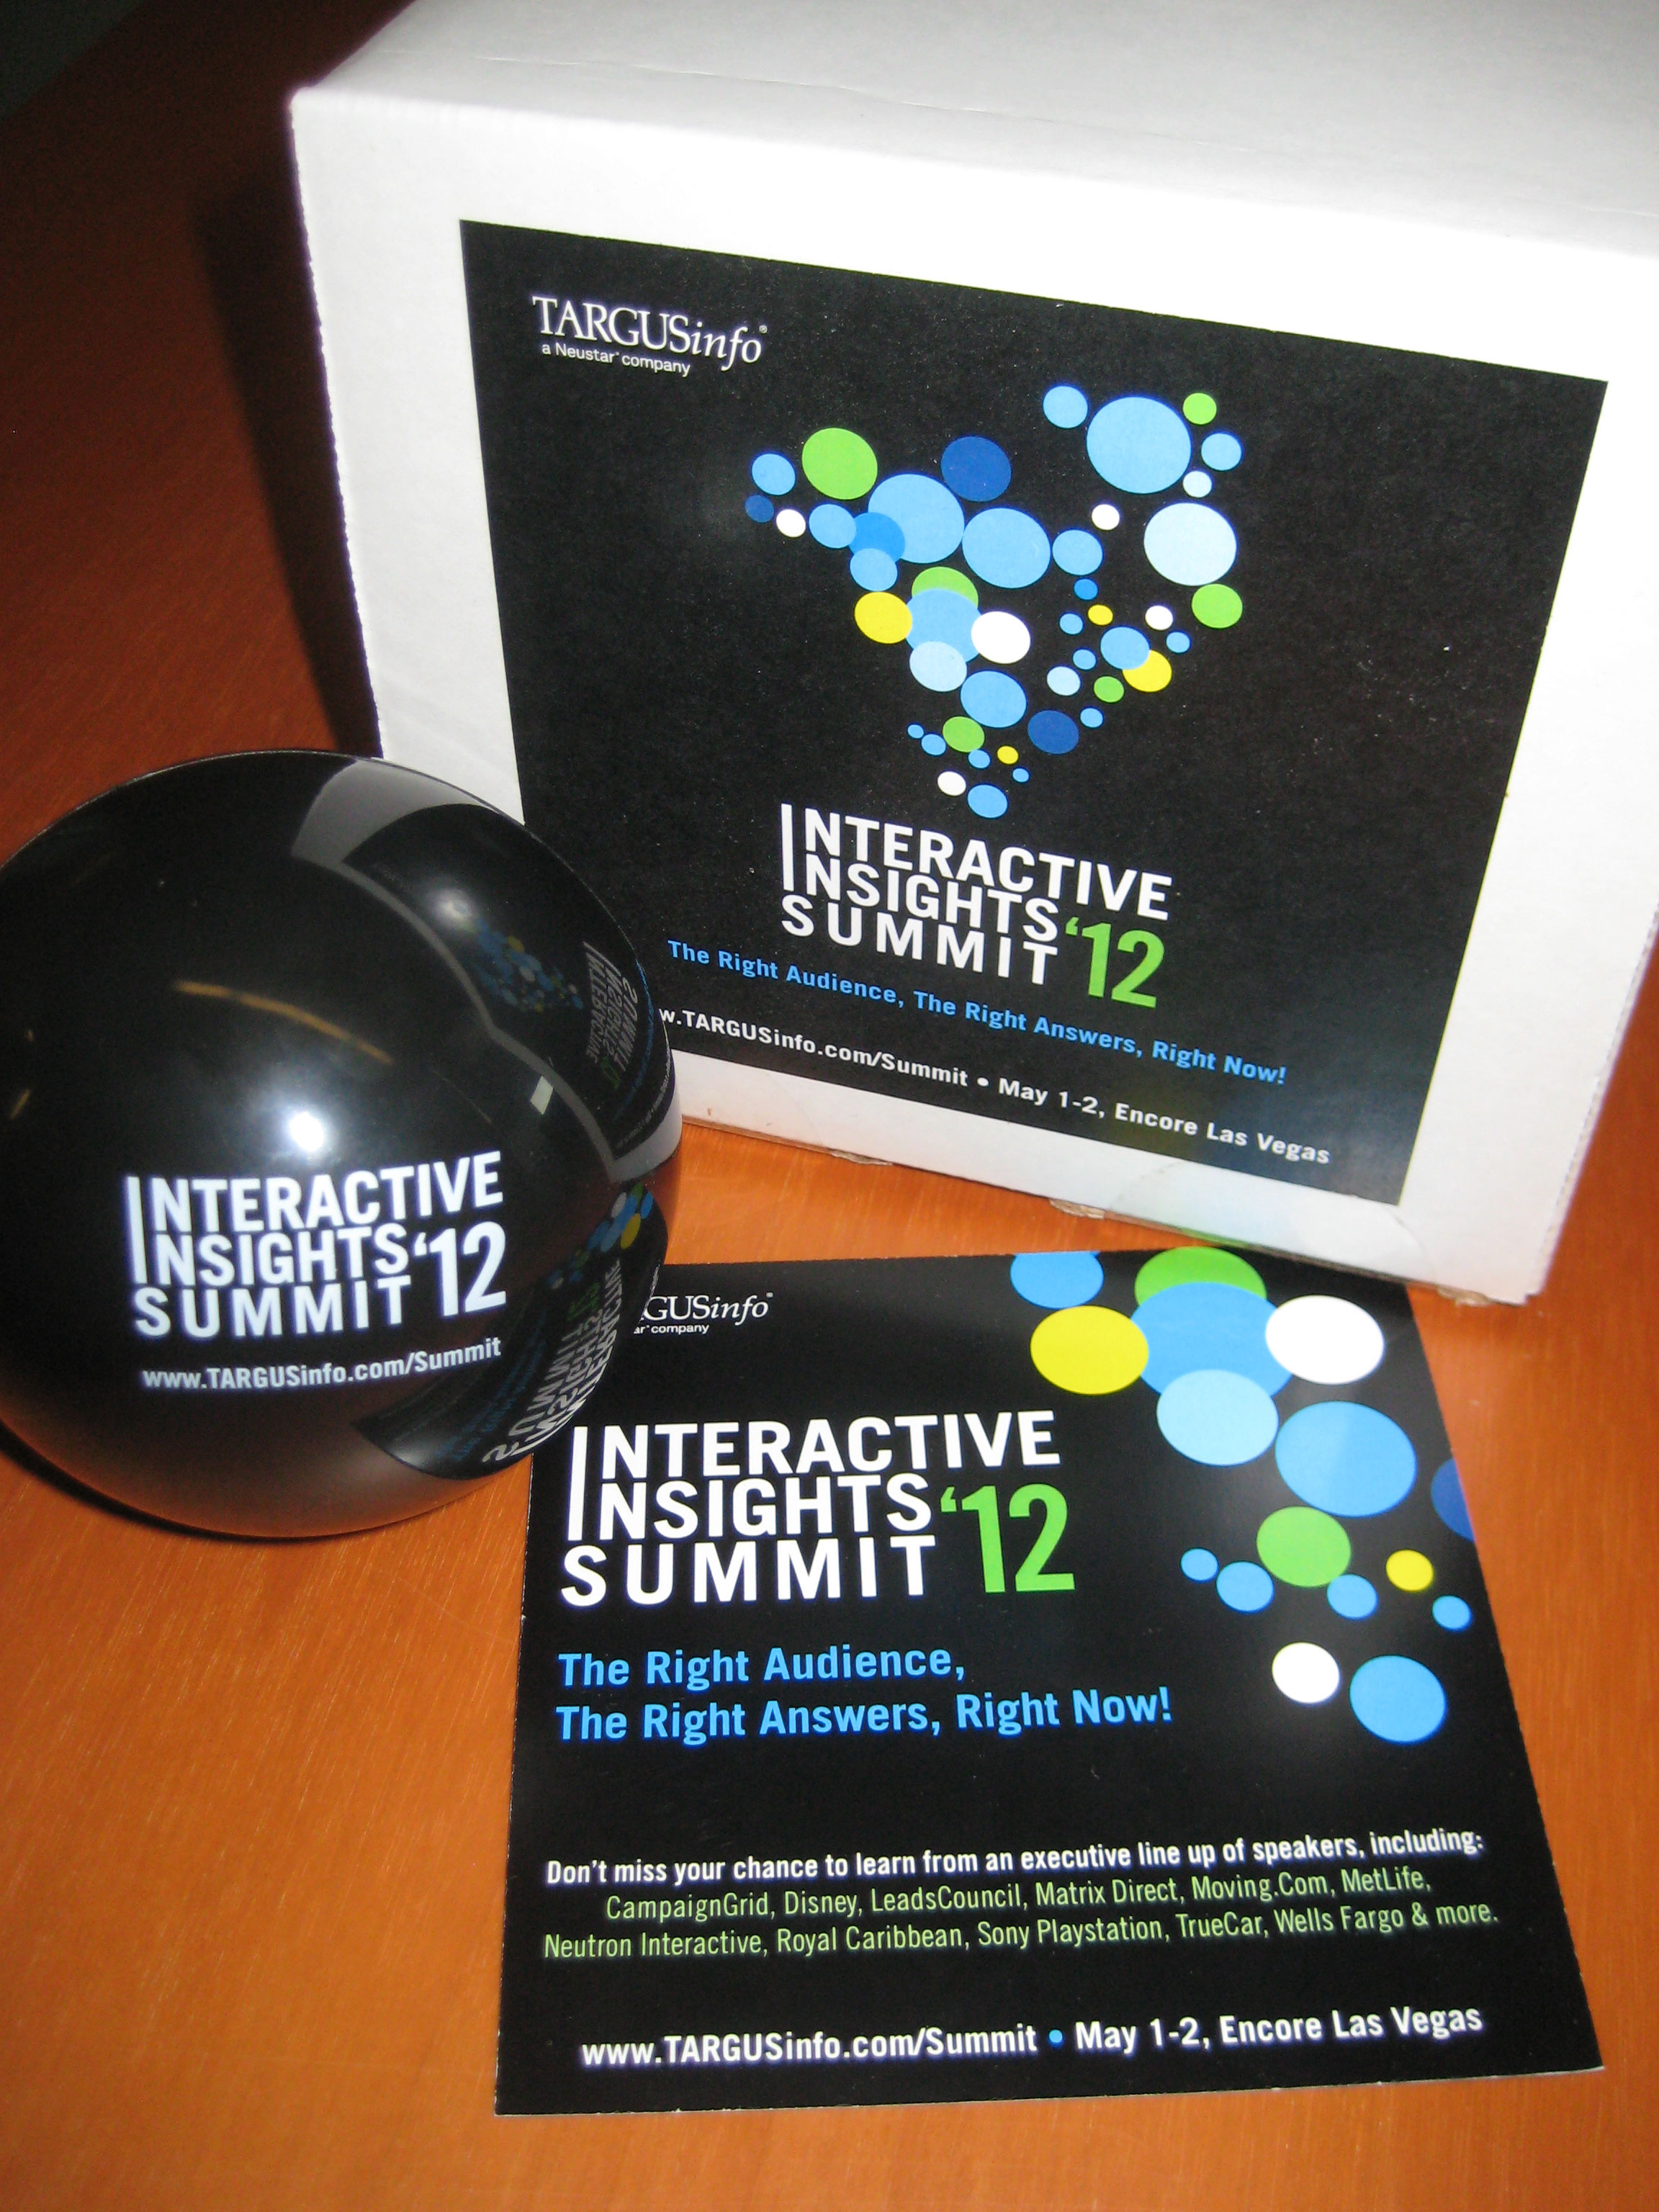 TARGUSinfo®
a Neustar® company
INTERACTIVE
INSIGHTS
SUMMIT '12
The Right Audience, The Right Answers, Right Now!
w.TARGUSinfo.com/Summit • May 1-2, Encore Las Vegas
INTERACTIVE
INSIGHTS
SUMMIT '12
www.TARGUSinfo.com/Summit
GUSinfo
ar® company
INTERACTIVE
INSIGHTS
SUMMIT '12
The Right Audience,
The Right Answers, Right Now!
Don't miss your chance to learn from an executive line up of speakers, including:
CampaignGrid, Disney, LeadsCouncil, Matrix Direct, Moving.Com, MetLife,
Neutron Interactive, Royal Caribbean, Sony Playstation, TrueCar, Wells Fargo & more.
www.TARGUSinfo.com/Summit • May 1-2, Encore Las Vegas